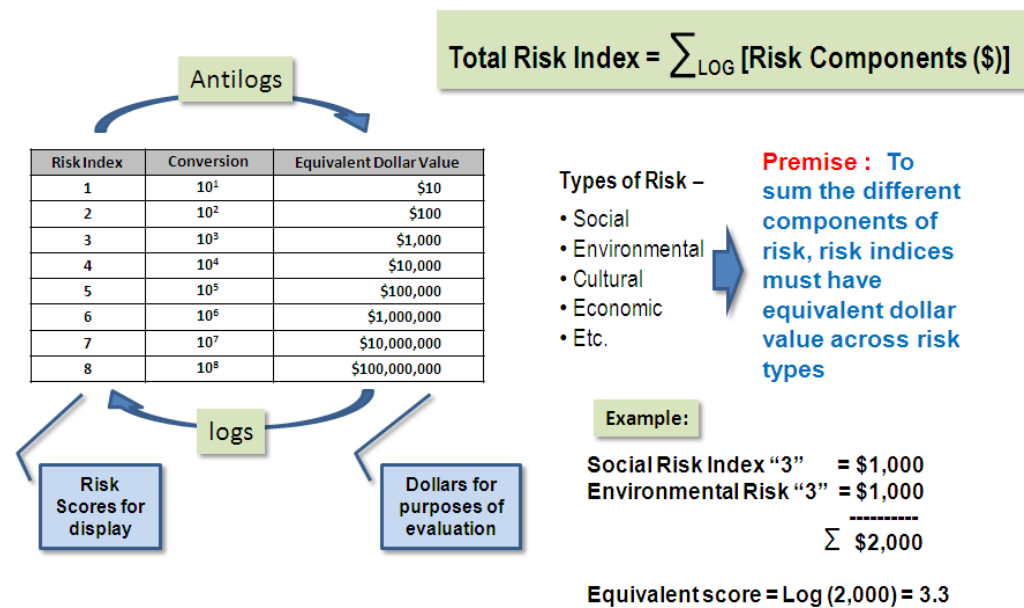 Total Risk Index = ∑LOG [Risk Components ($)]
Antilogs
Risk Index Conversion Equivalent Dollar Value
1 10¹ $10
2 10² $100
3 10³ $1,000
4 10⁴ $10,000
5 10⁵ $100,000
6 10⁶ $1,000,000
7 10⁷ $10,000,000
8 10⁸ $100,000,000
logs
Risk
Scores for
display
Dollars for
purposes of
evaluation
Types of Risk –
• Social
• Environmental
• Cultural
• Economic
• Etc.
Premise : To
sum the different
components of
risk, risk indices
must have
equivalent dollar
value across risk
types
Example:
Social Risk Index “3” = $1,000
Environmental Risk “3” = $1,000
----------
∑ $2,000
Equivalent score = Log (2,000) = 3.3